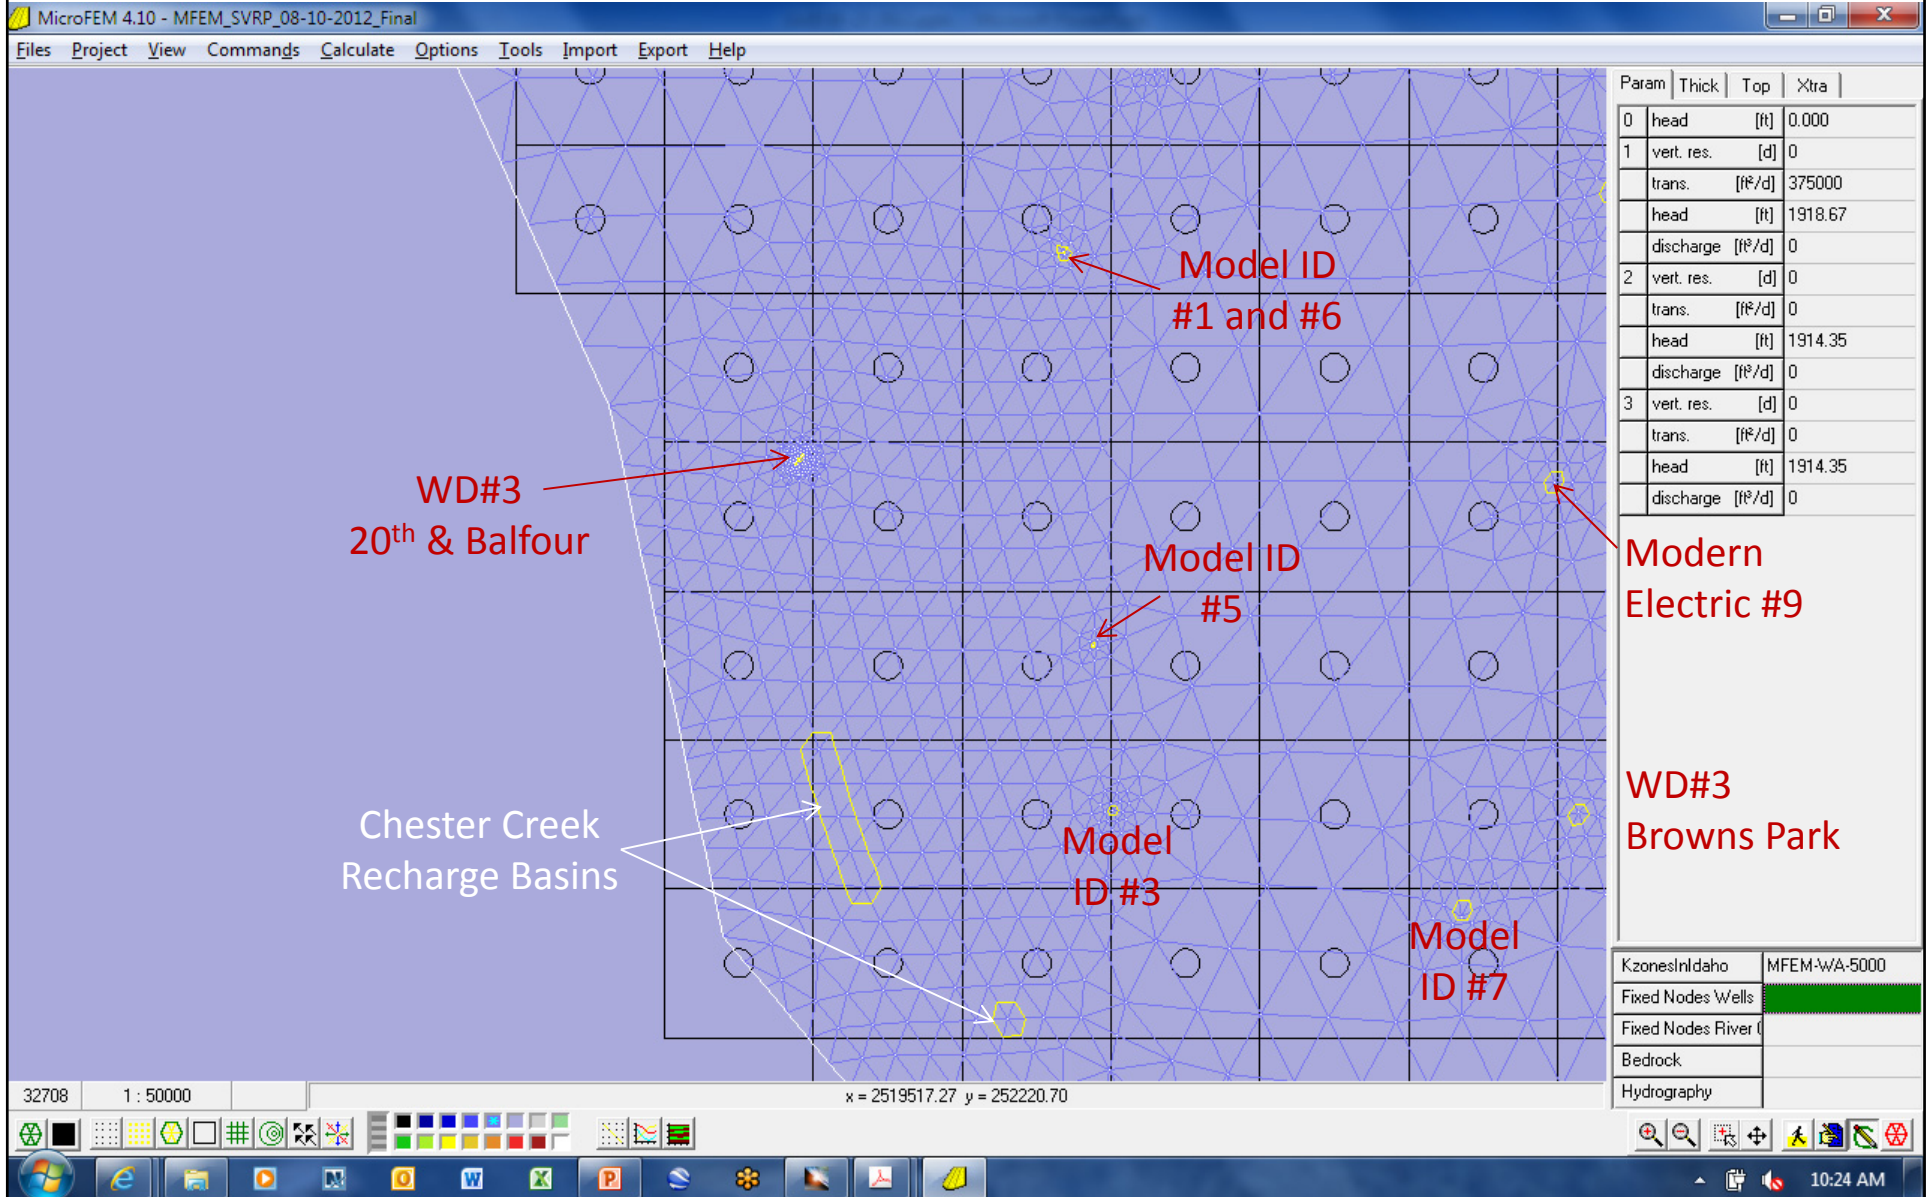 MicroFEM 4.10 - MFEM_SVRP_08-10-2012_Final
Files Project View Commands Calculate Options Tools Import Export Help
Param Thick Top Xtra
0 head [ft] 0.000
1 vert. res. [d] 0
trans. [ft²/d] 375000
head [ft] 1918.67
discharge [ft³/d] 0
2 vert. res. [d] 0
trans. [ft²/d] 0
head [ft] 1914.35
discharge [ft³/d] 0
3 vert. res. [d] 0
trans. [ft²/d] 0
head [ft] 1914.35
discharge [ft³/d] 0
Model ID
#1 and #6
WD#3
20th & Balfour
Model ID
#5
Modern
Electric #9
Chester Creek
Recharge Basins
Model
ID #3
WD#3
Browns Park
Model
ID #7
KzonesInIdaho MFEM-WA-5000
Fixed Nodes Wells
Fixed Nodes River
Bedrock
Hydrography
32708 1 : 50000 x = 2519517.27 y = 252220.70
10:24 AM